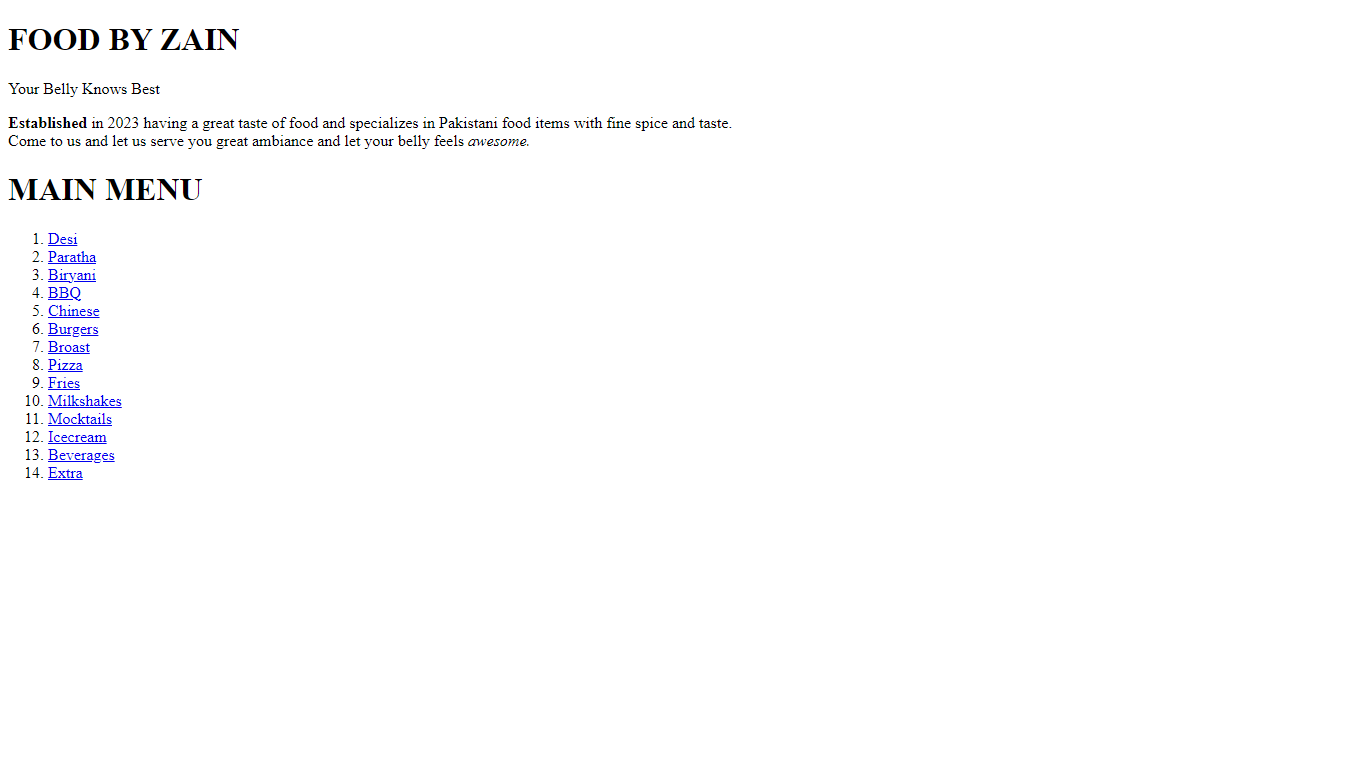 FOOD BY ZAIN
Your Belly Knows Best
Established in 2023 having a great taste of food and specializes in Pakistani food items with fine spice and taste.
Come to us and let us serve you great ambiance and let your belly feels awesome.
MAIN MENU
1. Desi
2. Paratha
3. Biryani
4. BBQ
5. Chinese
6. Burgers
7. Broast
8. Pizza
9. Fries
10. Milkshakes
11. Mocktails
12. Icecream
13. Beverages
14. Extra